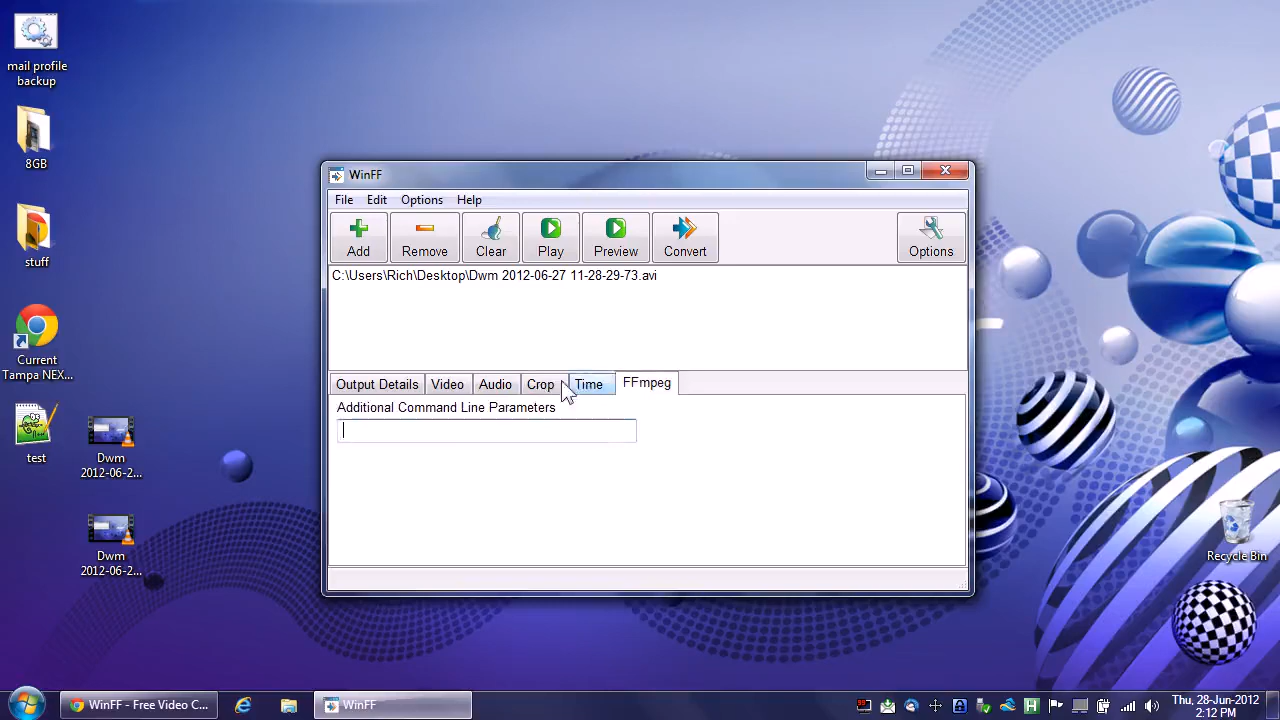 mail profile
backup
8GB
stuff
Current
Tampa NEX...
test
Dwm
2012-06-2...
Dwm
2012-06-2...
WinFF
File Edit Options Help
Add Remove Clear Play Preview Convert Options
C:\Users\Rich\Desktop\Dwm 2012-06-27 11-28-29-73.avi
Output Details Video Audio Crop Time FFmpeg
Additional Command Line Parameters
Recycle Bin
WinFF - Free Video C...
WinFF
Thu, 28-Jun-2012
2:12 PM